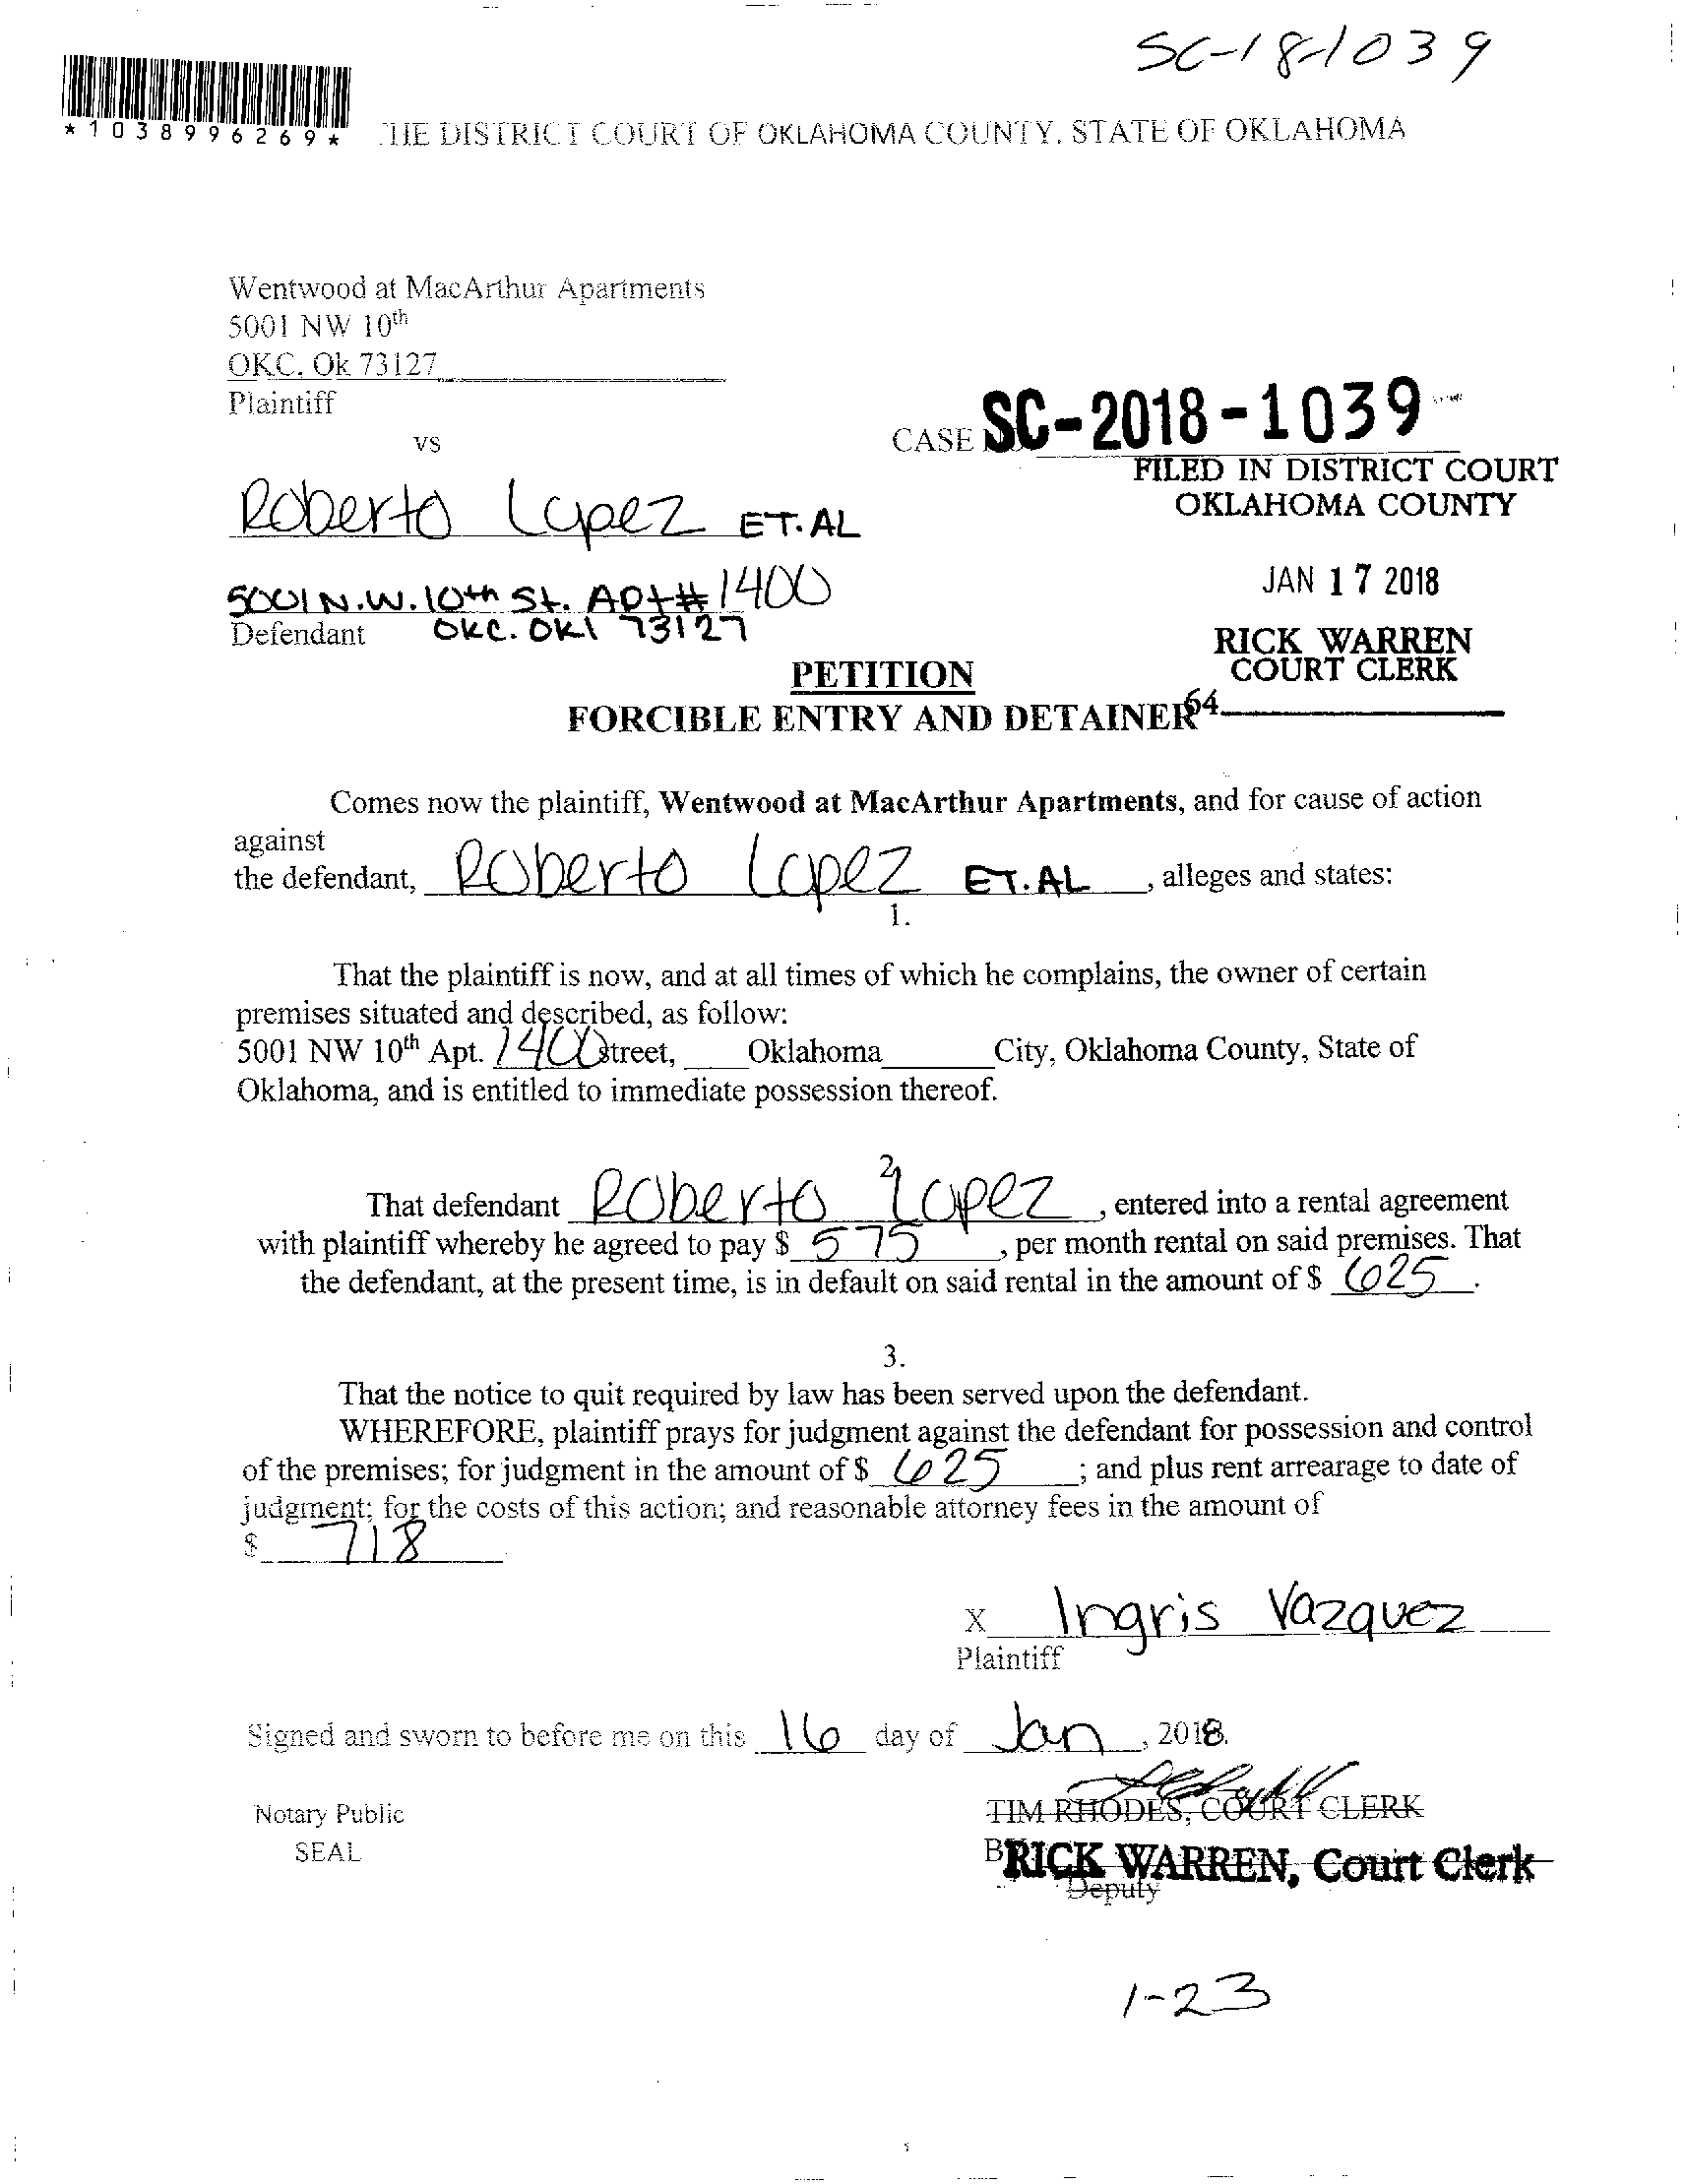 SC-18-1039
*1038996269*
THE DISTRICT COURT OF OKLAHOMA COUNTY, STATE OF OKLAHOMA
Wentwood at MacArthur Apartments
5001 NW 10th
OKC. Ok 73127
Plaintiff
vs
CASE NO SC-2018-1039
FILED IN DISTRICT COURT
OKLAHOMA COUNTY
Roberto Lopez ET.AL
JAN 17 2018
5001 N.W. 10th St. Apt# 1400
Defendant OKC. OKl 73127
RICK WARREN
COURT CLERK
PETITION
64
FORCIBLE ENTRY AND DETAINER
Comes now the plaintiff, Wentwood at MacArthur Apartments, and for cause of action
against
the defendant, Roberto Lopez ET.AL, alleges and states:
1.
That the plaintiff is now, and at all times of which he complains, the owner of certain
premises situated and described, as follow:
5001 NW 10th Apt. 1400 Street, Oklahoma City, Oklahoma County, State of
Oklahoma, and is entitled to immediate possession thereof.
2.
That defendant Roberto Lopez, entered into a rental agreement
with plaintiff whereby he agreed to pay $ 575, per month rental on said premises. That
the defendant, at the present time, is in default on said rental in the amount of $ 625.
3.
That the notice to quit required by law has been served upon the defendant.
WHEREFORE, plaintiff prays for judgment against the defendant for possession and control
of the premises; for judgment in the amount of $ 625; and plus rent arrearage to date of
judgment; for the costs of this action; and reasonable attorney fees in the amount of
$ 718
X Ingris Vazquez
Plaintiff
Signed and sworn to before me on this 16 day of Jan, 2018.
Notary Public
TIM RHODES, COURT CLERK
SEAL
BY RICK WARREN, Court Clerk
Deputy
1-23